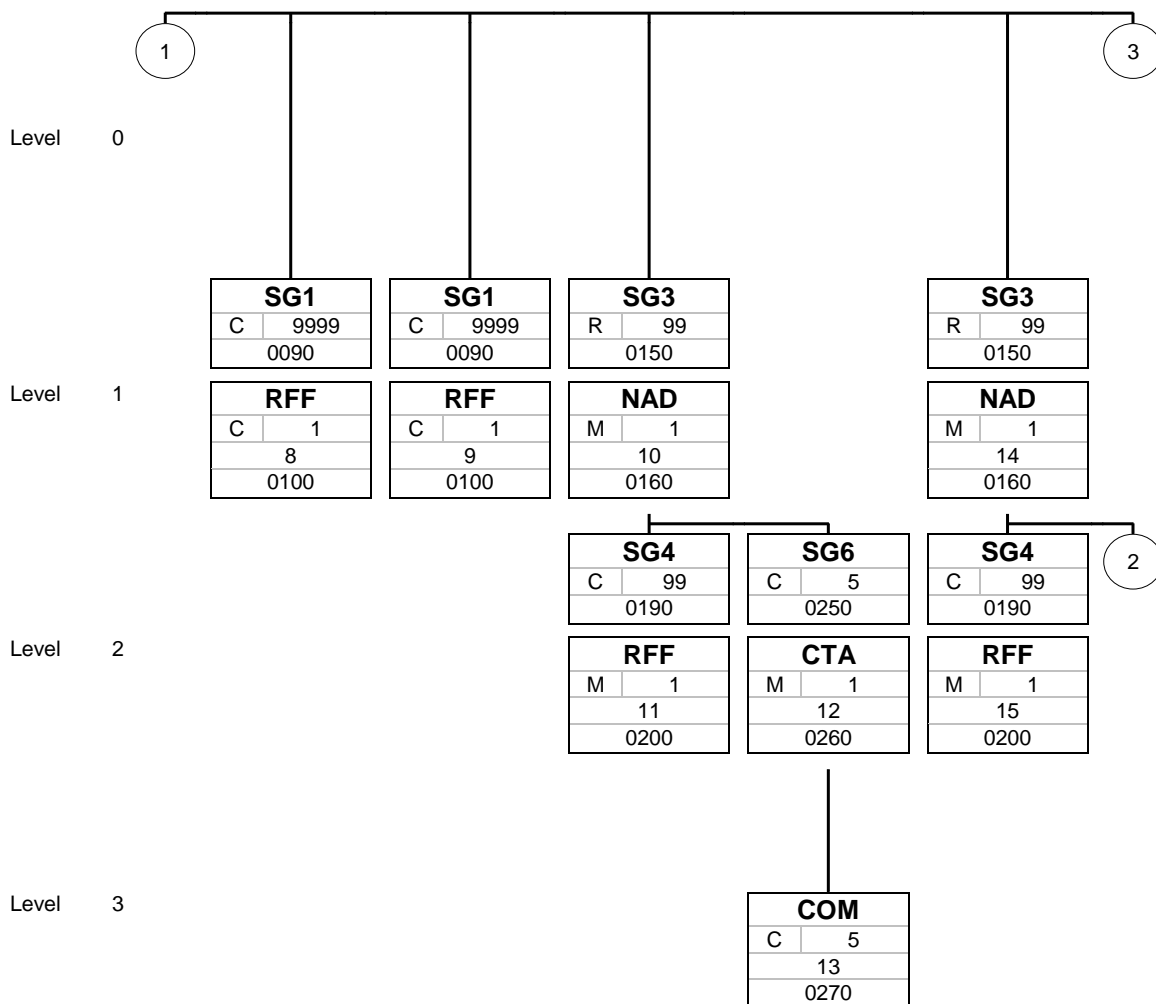 1 3
Level 0
SG1 SG1 SG3 SG3
C 9999 C 9999 R 99 R 99
0090 0090 0150 0150
Level 1
RFF RFF NAD NAD
C 1 C 1 M 1 M 1
8 9 10 14
0100 0100 0160 0160
SG4 SG6 SG4 2
C 99 C 5 C 99
0190 0250 0190
Level 2
RFF CTA RFF
M 1 M 1 M 1
11 12 15
0200 0260 0200
Level 3
COM
C 5
13
0270